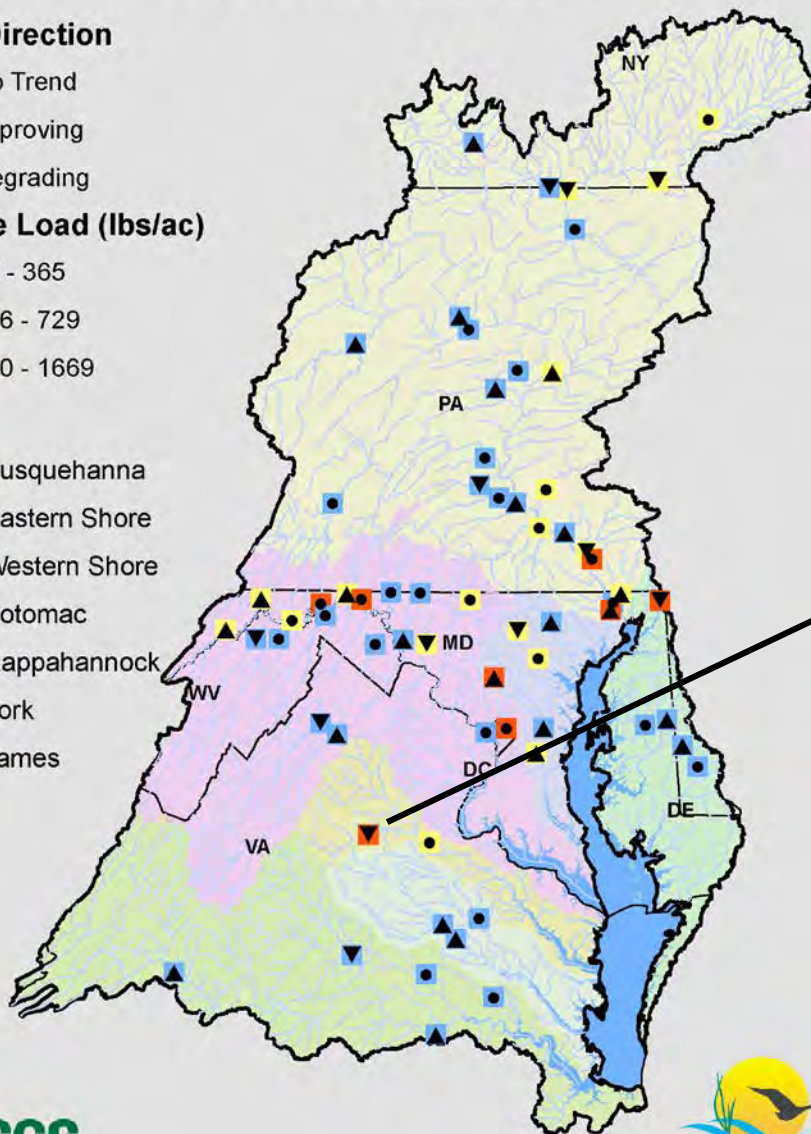 Direction
o Trend
proving
egrading
e Load (lbs/ac)
- 365
6 - 729
0 - 1669
usquehanna
astern Shore
Western Shore
otomac
appahannock
ork
ames
NY
PA
MD
WV
DC
DE
VA